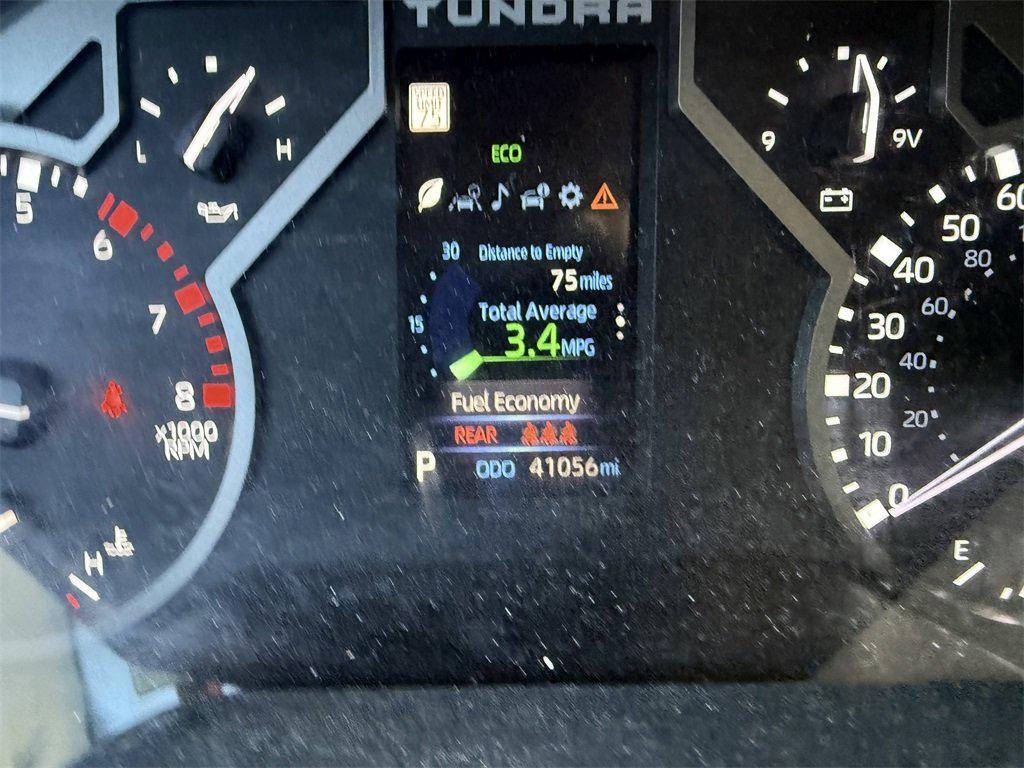 TUNDRA
SPEED
LIMIT
75
ECO
L
H
9
9V
5
6
7
8
x1000
RPM
H
30
15
Distance to Empty
75 miles
Total Average
3.4 MPG
Fuel Economy
REAR
P
ODO 41056 mi
60
50
40
30
20
10
0
80
60
40
20
E